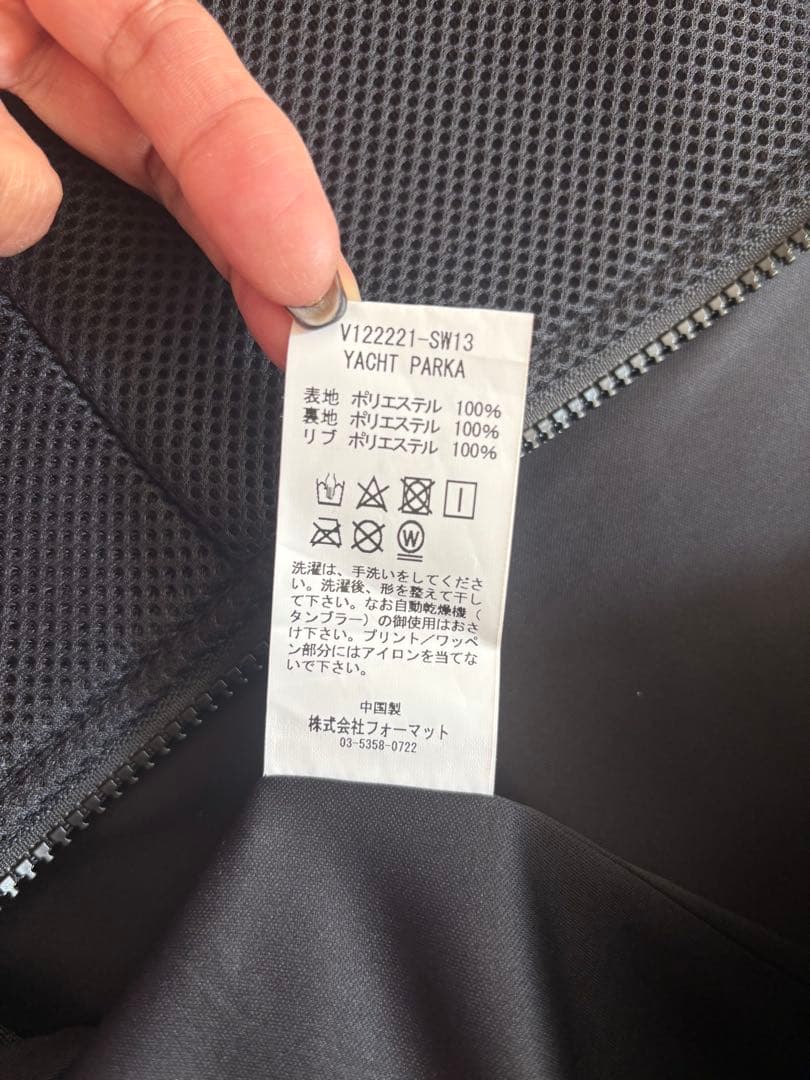 V122221-SW13
YACHT PARKA
表地 ポリエステル 100%
裏地 ポリエステル 100%
リブ ポリエステル 100%
W
洗濯は、手洗いをしてくださ
い。洗濯後、形を整えて干し
て下さい。なお自動乾燥機(
タンブラー)の御使用はおさ
け下さい。プリント/ワッペ
ン部分にはアイロンを当てな
いで下さい。
中国製
株式会社フォーマット
03-5358-0722